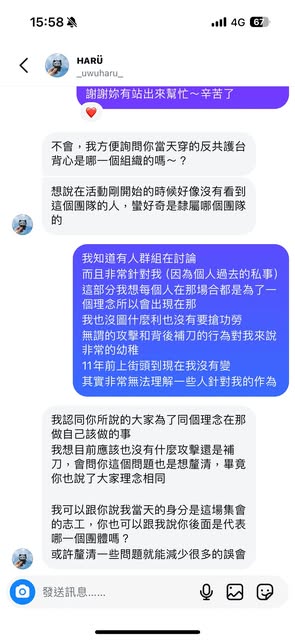 15:58
4G
67
HARÜ
_uwuharu_
謝謝妳有站出來幫忙～辛苦了
不會，我方便詢問你當天穿的反共護台
背心是哪一個組織的嗎～？
想說在活動剛開始的時候好像沒有看到
這個團隊的人，蠻好奇是隸屬哪個團隊
的
我知道有人群組在討論
而且非常針對我 (因為個人過去的私事)
這部分我想每個人在那場合都是為了一
個理念所以會出現在那
我也沒圖什麼利也沒有要搶功勞
無謂的攻擊和背後補刀的行為對我來說
非常的幼稚
11年前上街頭到現在我沒有變
其實非常無法理解一些人針對我的作為
我認同你所說的大家為了同個理念在那
做自己該做的事
我想目前應該也沒有什麼攻擊還是補
刀，會問你這個問題也是想釐清，畢竟
你也說了大家理念相同
我可以跟你說我當天的身分是這場集會
的志工，你也可以跟我說你後面是代表
哪一個團體嗎？
或許釐清一些問題就能減少很多的誤會
發送訊息……